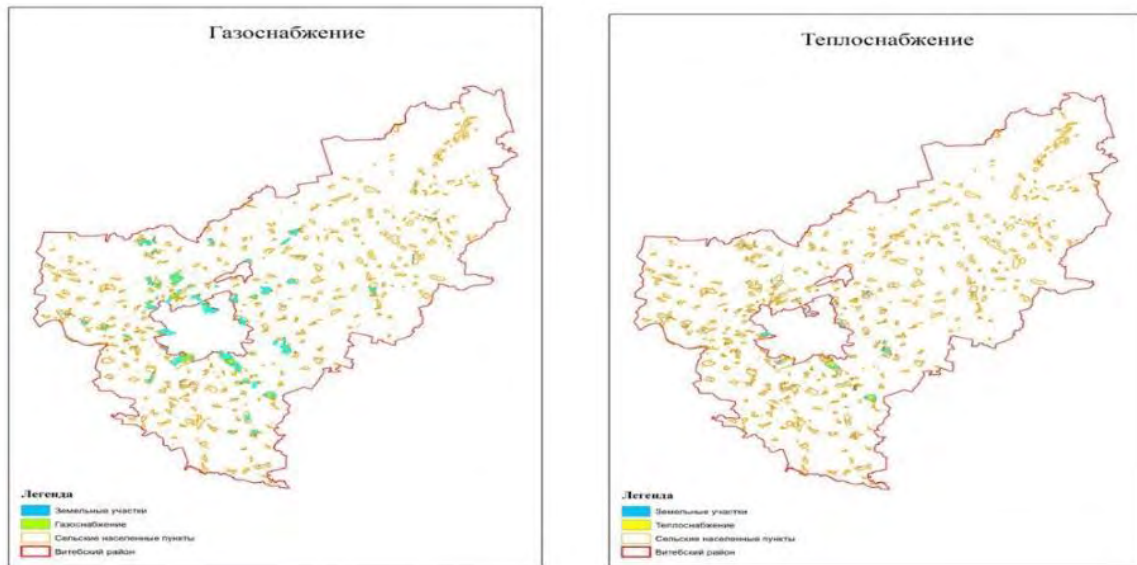 Газоснабжение
Легенда
Земельные участки
Газоснабжение
Сельские населенные пункты
Витебский район
Теплоснабжение
Легенда
Земельные участки
Теплоснабжение
Сельские населенные пункты
Витебский район